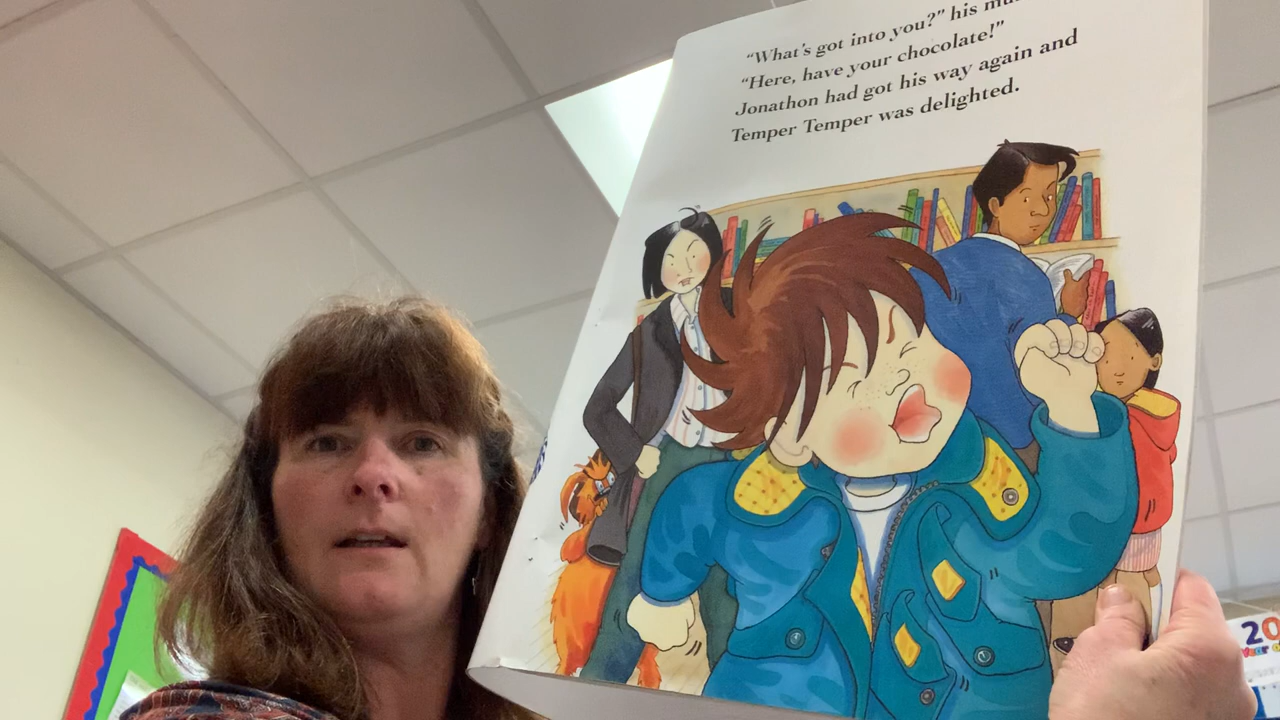 “What’s got into you?” his
“Here, have your chocolate!”
Jonathon had got his way again and
Temper Temper was delighted.
20